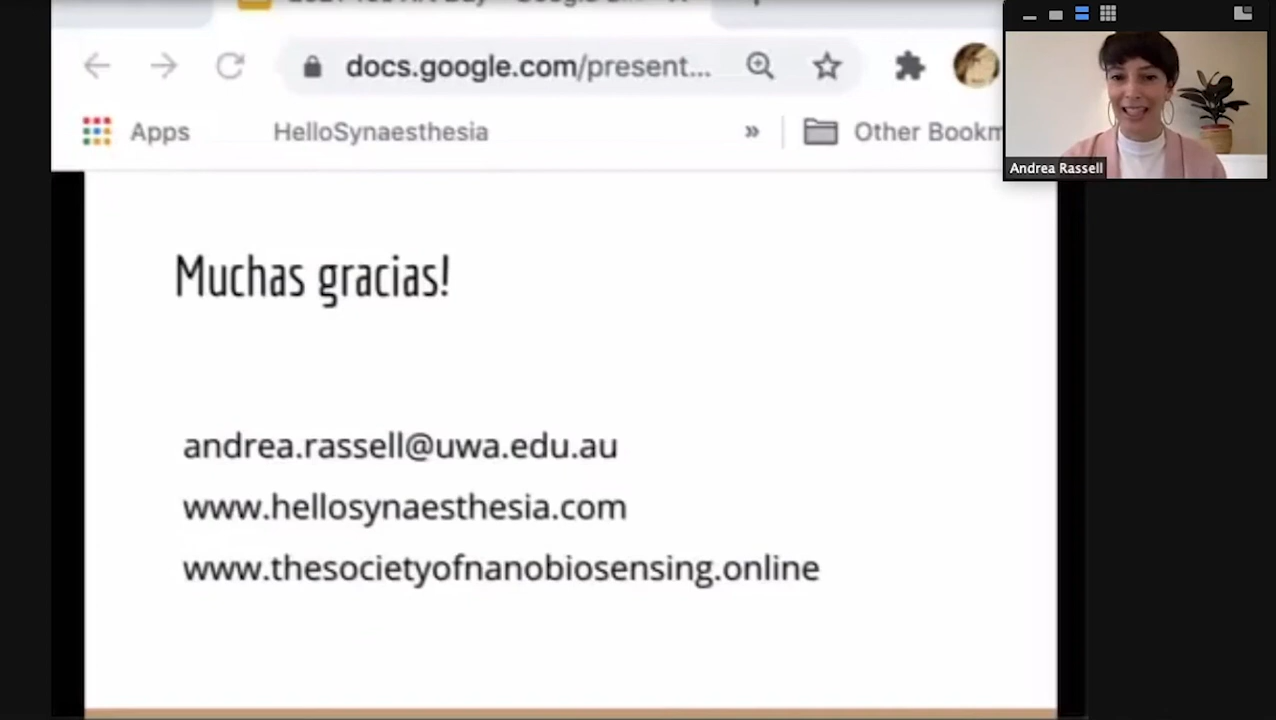 docs.google.com/present...
Apps
HelloSynaesthesia
»
Other Bookm
Andrea Rassell
Muchas gracias!
andrea.rassell@uwa.edu.au
www.hellosynaesthesia.com
www.thesocietyofnanobiosensing.online